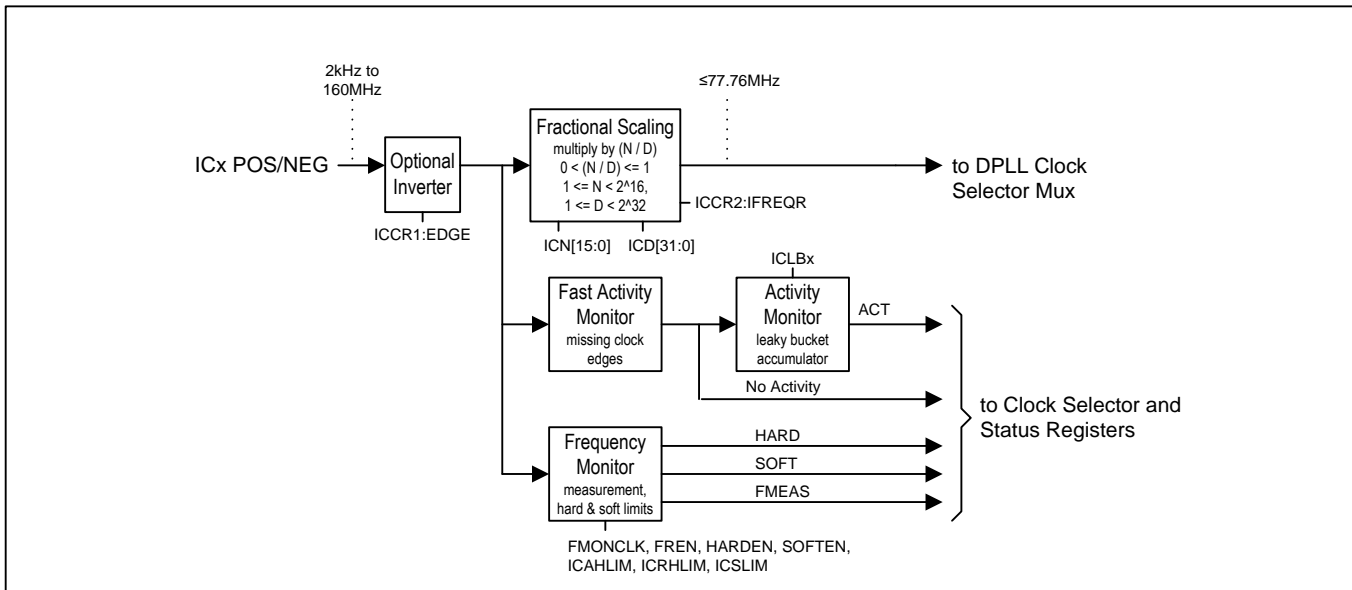 2kHz to
160MHz
≤77.76MHz
ICx POS/NEG
Optional
Inverter
ICCR1:EDGE
Fractional Scaling
multiply by (N / D)
0 < (N / D) <= 1
1 <= N < 2^16,
1 <= D < 2^32
ICCR2:IFREQR
ICN[15:0]
ICD[31:0]
to DPLL Clock
Selector Mux
Fast Activity
Monitor
missing clock
edges
ICLBx
Activity
Monitor
leaky bucket
accumulator
ACT
No Activity
Frequency
Monitor
measurement,
hard & soft limits
HARD
SOFT
FMEAS
to Clock Selector and
Status Registers
FMONCLK, FREN, HARDEN, SOFTEN,
ICAHLIM, ICRHLIM, ICSLIM